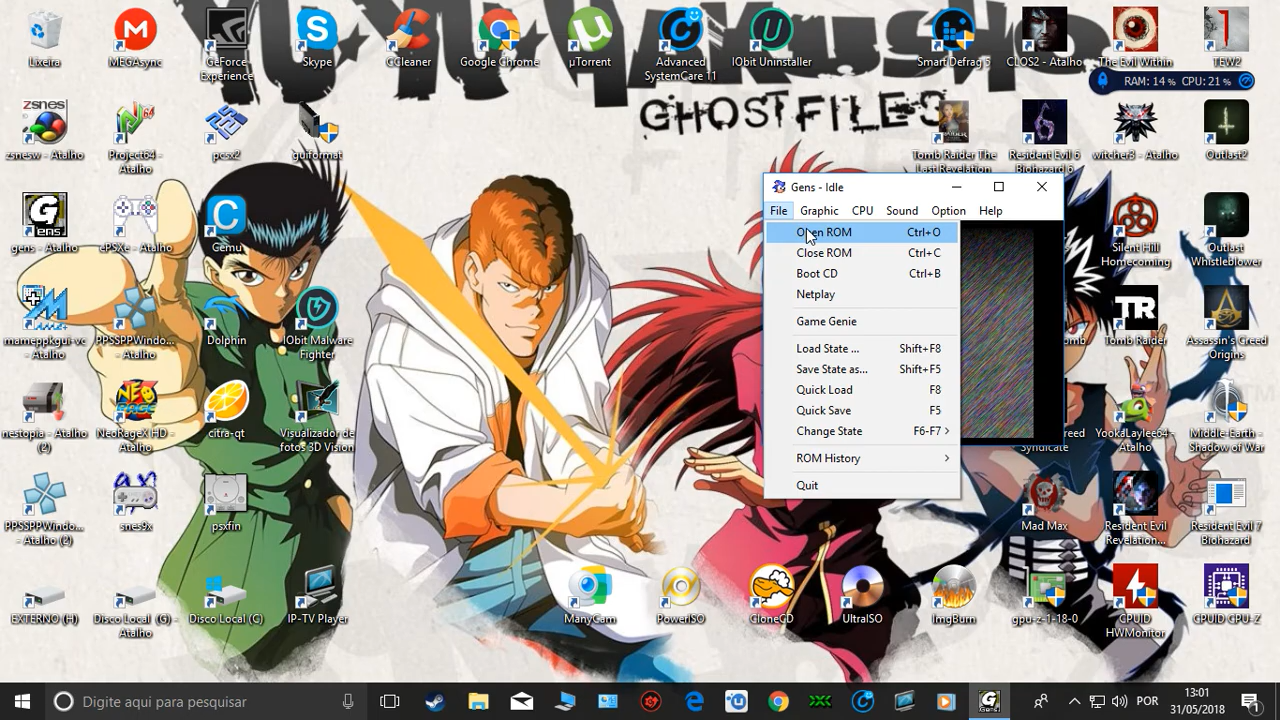 YU YU HAKUSHO
GHOST FILES
Lixeira
MEGAsync
GeForce
Experience
Skype
CCleaner
Google Chrome
µTorrent
Advanced
SystemCare 11
IObit Uninstaller
Smart Defrag 5
CLOS2 - Atalho
The Evil Within
TEW2
RAM: 14 % CPU: 21 %
zsnesw - Atalho
Project64 -
Atalho
pcsx2
guiformat
Tomb Raider The
Last Revelation
Resident Evil 6
Biohazard 6
witcher3 - Atalho
Outlast2
gens - Atalho
ePSXe - Atalho
Cemu
Silent Hill
Homecoming
Outlast
Whistleblower
Gens - Idle
File Graphic CPU Sound Option Help
Open ROM Ctrl+O
Close ROM Ctrl+C
Boot CD Ctrl+B
Netplay
Game Genie
Load State ... Shift+F8
Save State as... Shift+F5
Quick Load F8
Quick Save F5
Change State F6-F7
ROM History
Quit
mameppkgui-vc
- Atalho
PPSSPPWindo...
- Atalho
Dolphin
IObit Malware
Fighter
Tomb Raider
Assassin's Creed
Origins
nestopia - Atalho
(2)
NeoRageX HD -
Atalho
citra-qt
Visualizador de
fotos 3D Vision
Syndicate
YookaLaylee64 -
Atalho
Middle-Earth -
Shadow of War
PPSSPPWindo...
Atalho (2)
snes9x
psxfin
Mad Max
Resident Evil
Revelation...
Resident Evil 7
Biohazard
EXTERNO (H)
Disco Local (G) -
Atalho
Disco Local (C)
IP-TV Player
ManyCam
PowerISO
CloneCD
UltraISO
ImgBurn
gpu-z-1-18-0
CPUID
HWMonitor
CPUID CPU-Z
Digite aqui para pesquisar
POR
13:01
31/05/2018